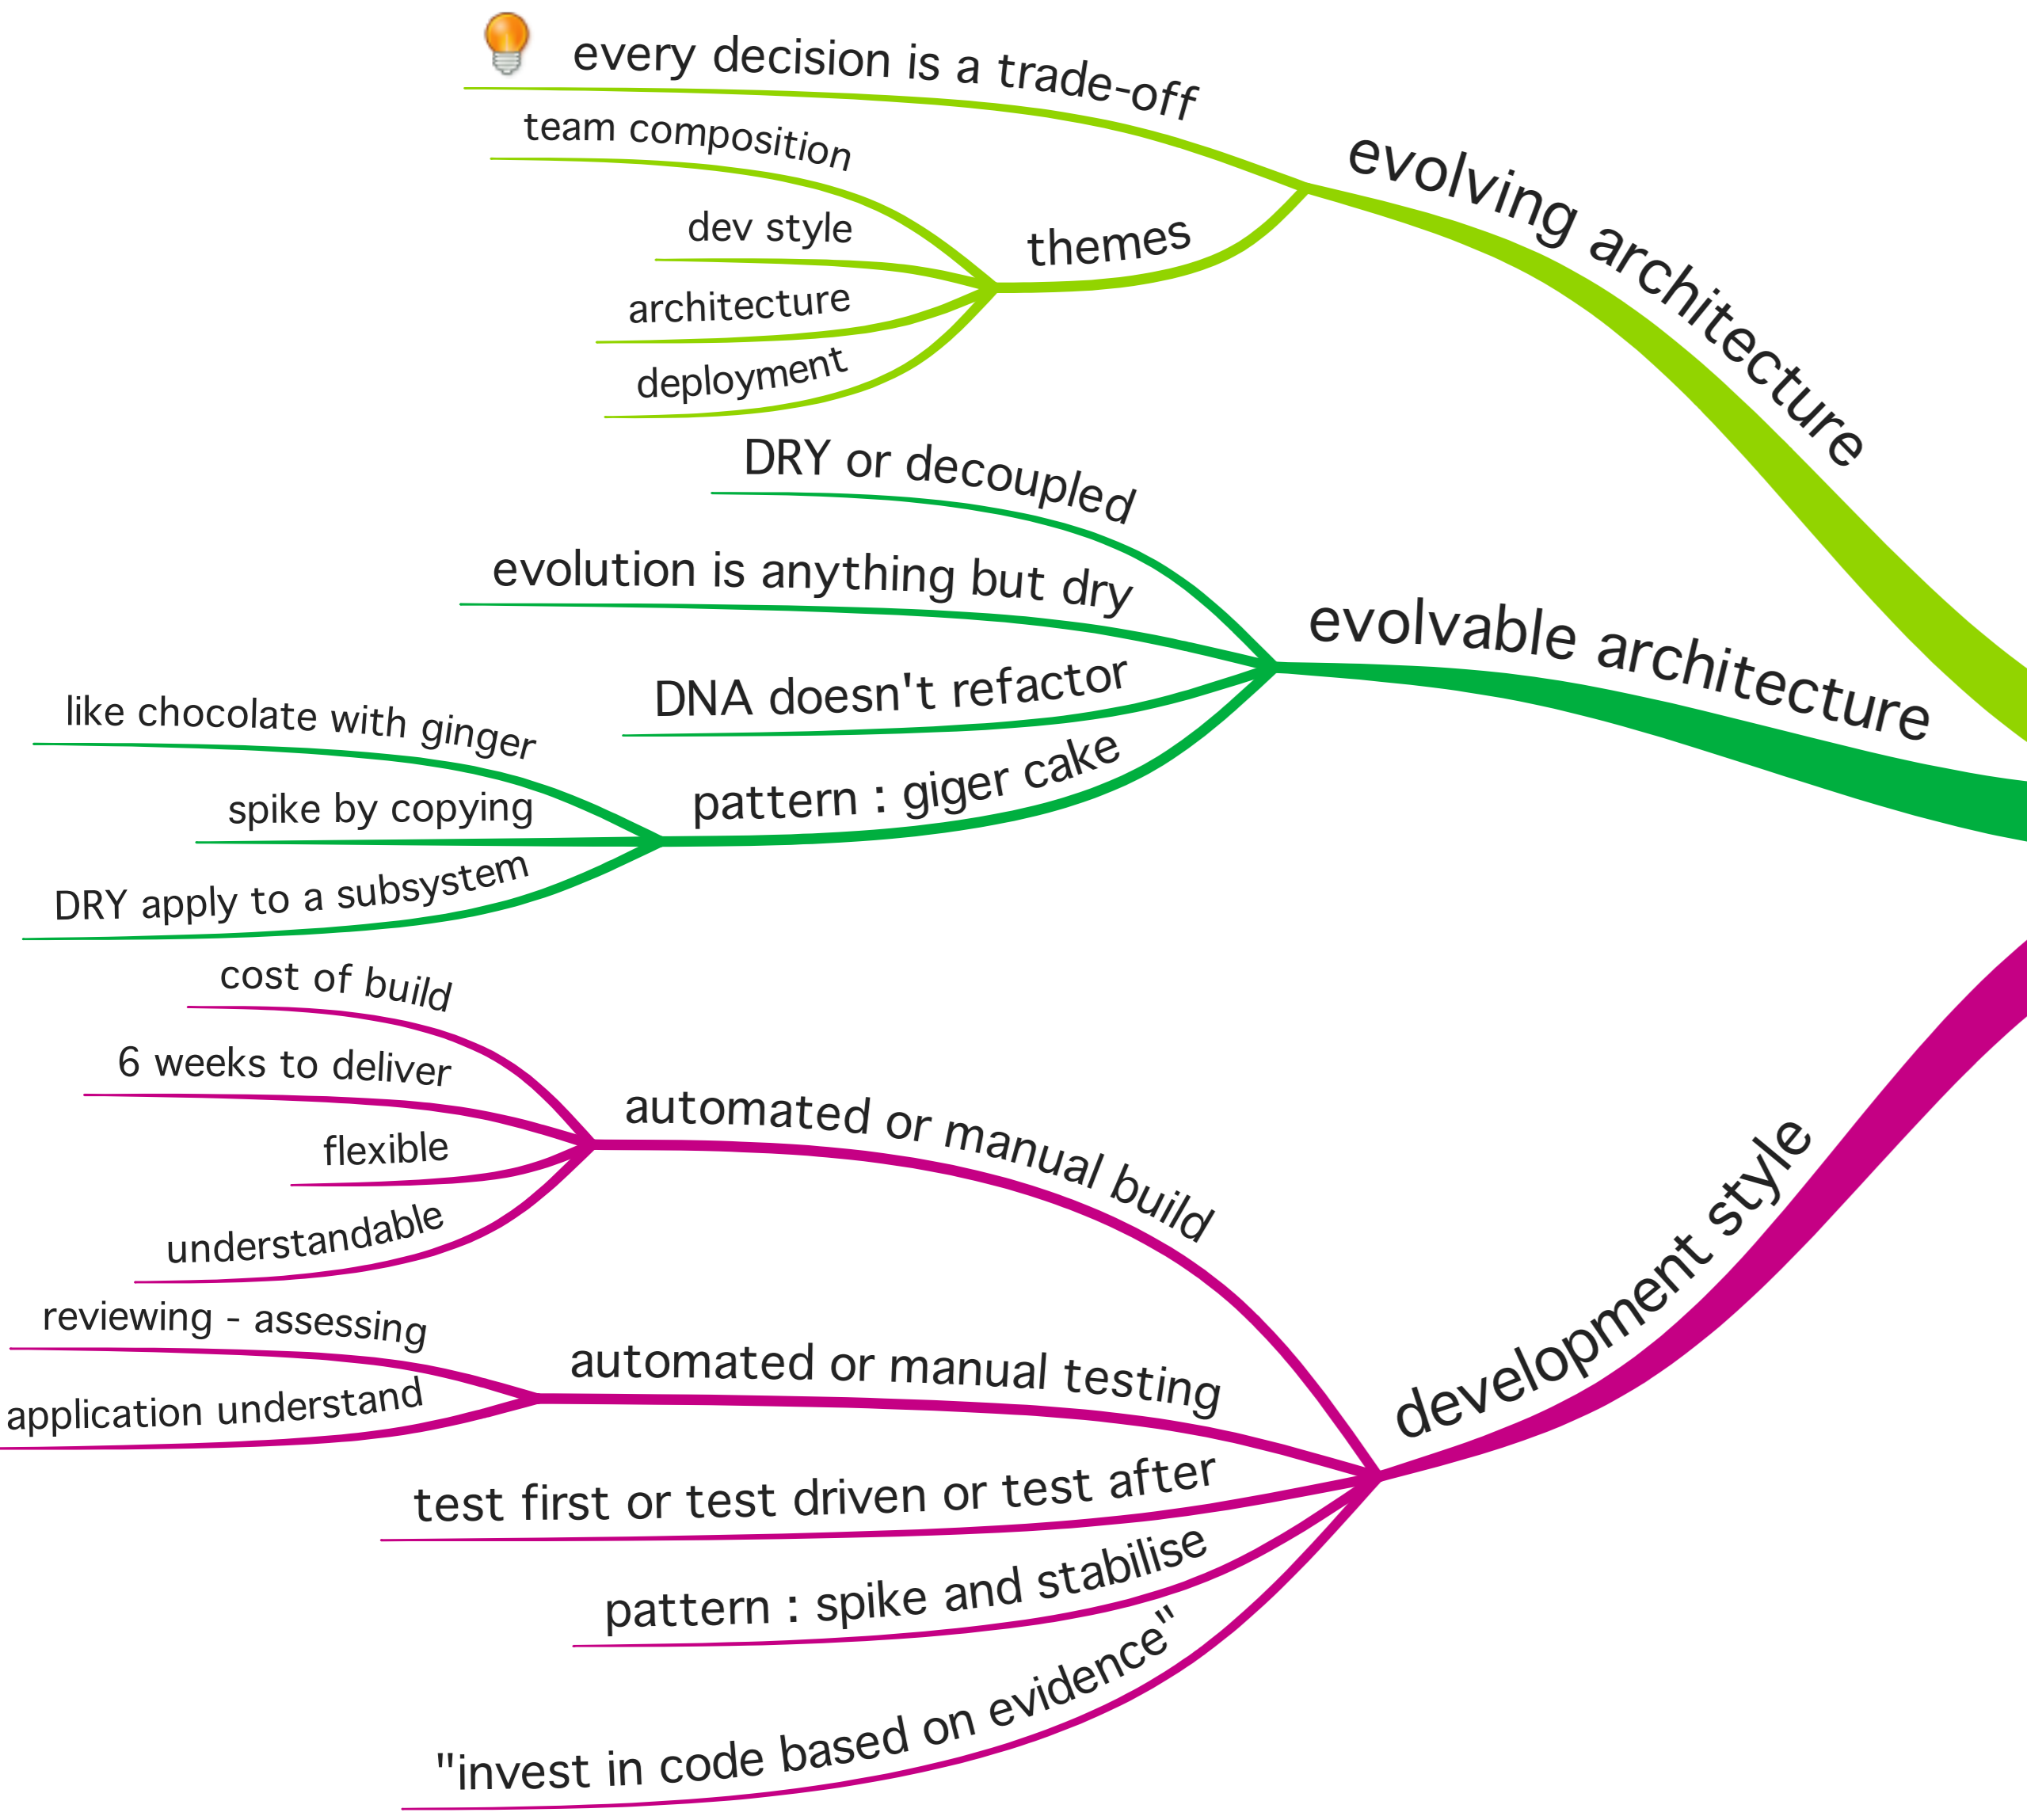 every decision is a trade-off
team composition
dev style
architecture
deployment
themes
evolving architecture
DRY or decoupled
evolution is anything but dry
DNA doesn't refactor
like chocolate with ginger
spike by copying
DRY apply to a subsystem
pattern : giger cake
evolvable architecture
cost of build
6 weeks to deliver
flexible
understandable
automated or manual build
reviewing - assessing
application understand
automated or manual testing
test first or test driven or test after
pattern : spike and stabilise
"invest in code based on evidence"
development style